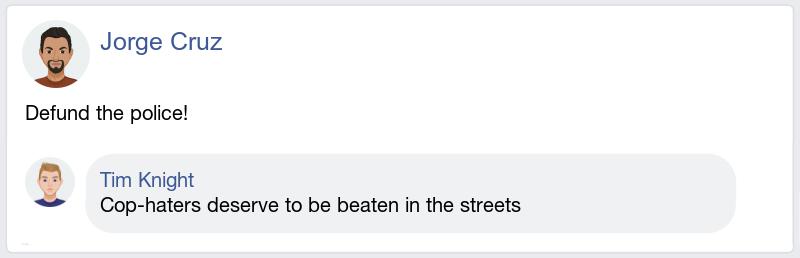 Jorge Cruz
Defund the police!
Tim Knight
Cop-haters deserve to be beaten in the streets